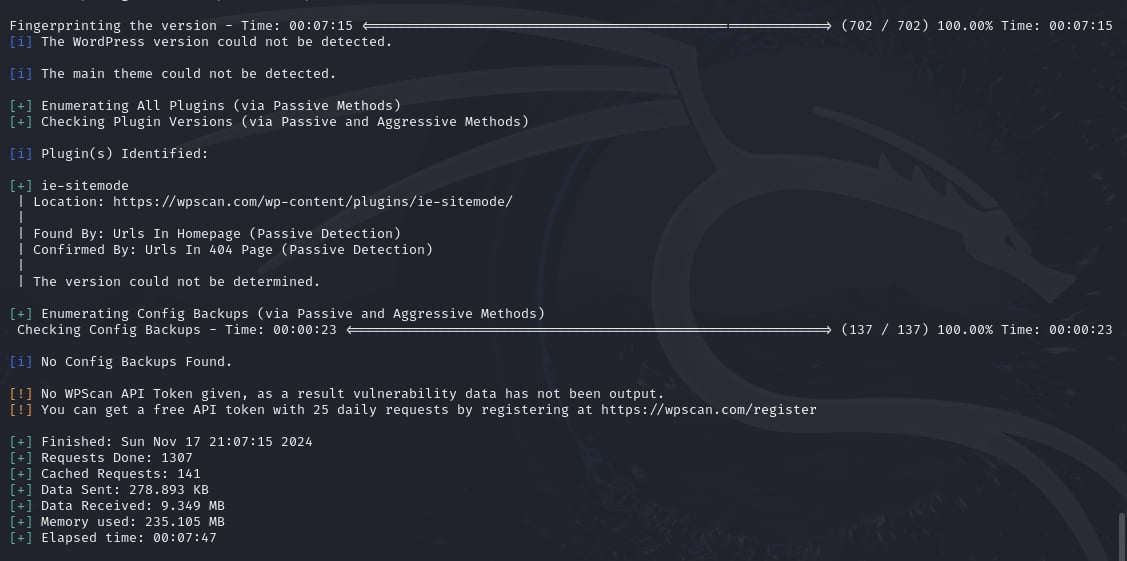 Fingerprinting the version - Time: 00:07:15 <==================================================> (702 / 702) 100.00% Time: 00:07:15
[i] The WordPress version could not be detected.
[i] The main theme could not be detected.
[+] Enumerating All Plugins (via Passive Methods)
[+] Checking Plugin Versions (via Passive and Aggressive Methods)
[i] Plugin(s) Identified:
[+] ie-sitemode
| Location: https://wpscan.com/wp-content/plugins/ie-sitemode/
|
| Found By: Urls In Homepage (Passive Detection)
| Confirmed By: Urls In 404 Page (Passive Detection)
|
| The version could not be determined.
[+] Enumerating Config Backups (via Passive and Aggressive Methods)
Checking Config Backups - Time: 00:00:23 <====================================================> (137 / 137) 100.00% Time: 00:00:23
[i] No Config Backups Found.
[!] No WPScan API Token given, as a result vulnerability data has not been output.
[!] You can get a free API token with 25 daily requests by registering at https://wpscan.com/register
[+] Finished: Sun Nov 17 21:07:15 2024
[+] Requests Done: 1307
[+] Cached Requests: 141
[+] Data Sent: 278.893 KB
[+] Data Received: 9.349 MB
[+] Memory used: 235.105 MB
[+] Elapsed time: 00:07:47